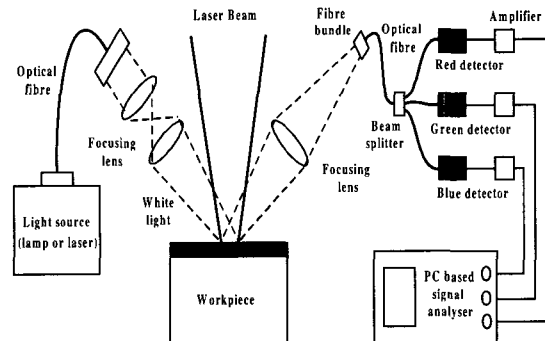 Laser Beam
Fibre
bundle
Optical
fibre
Amplifier
Optical
fibre
Red detector
Beam
splitter
Green detector
Focusing
lens
Focusing
lens
Blue detector
White
light
Light source
(lamp or laser)
Workpiece
PC based
signal
analyser